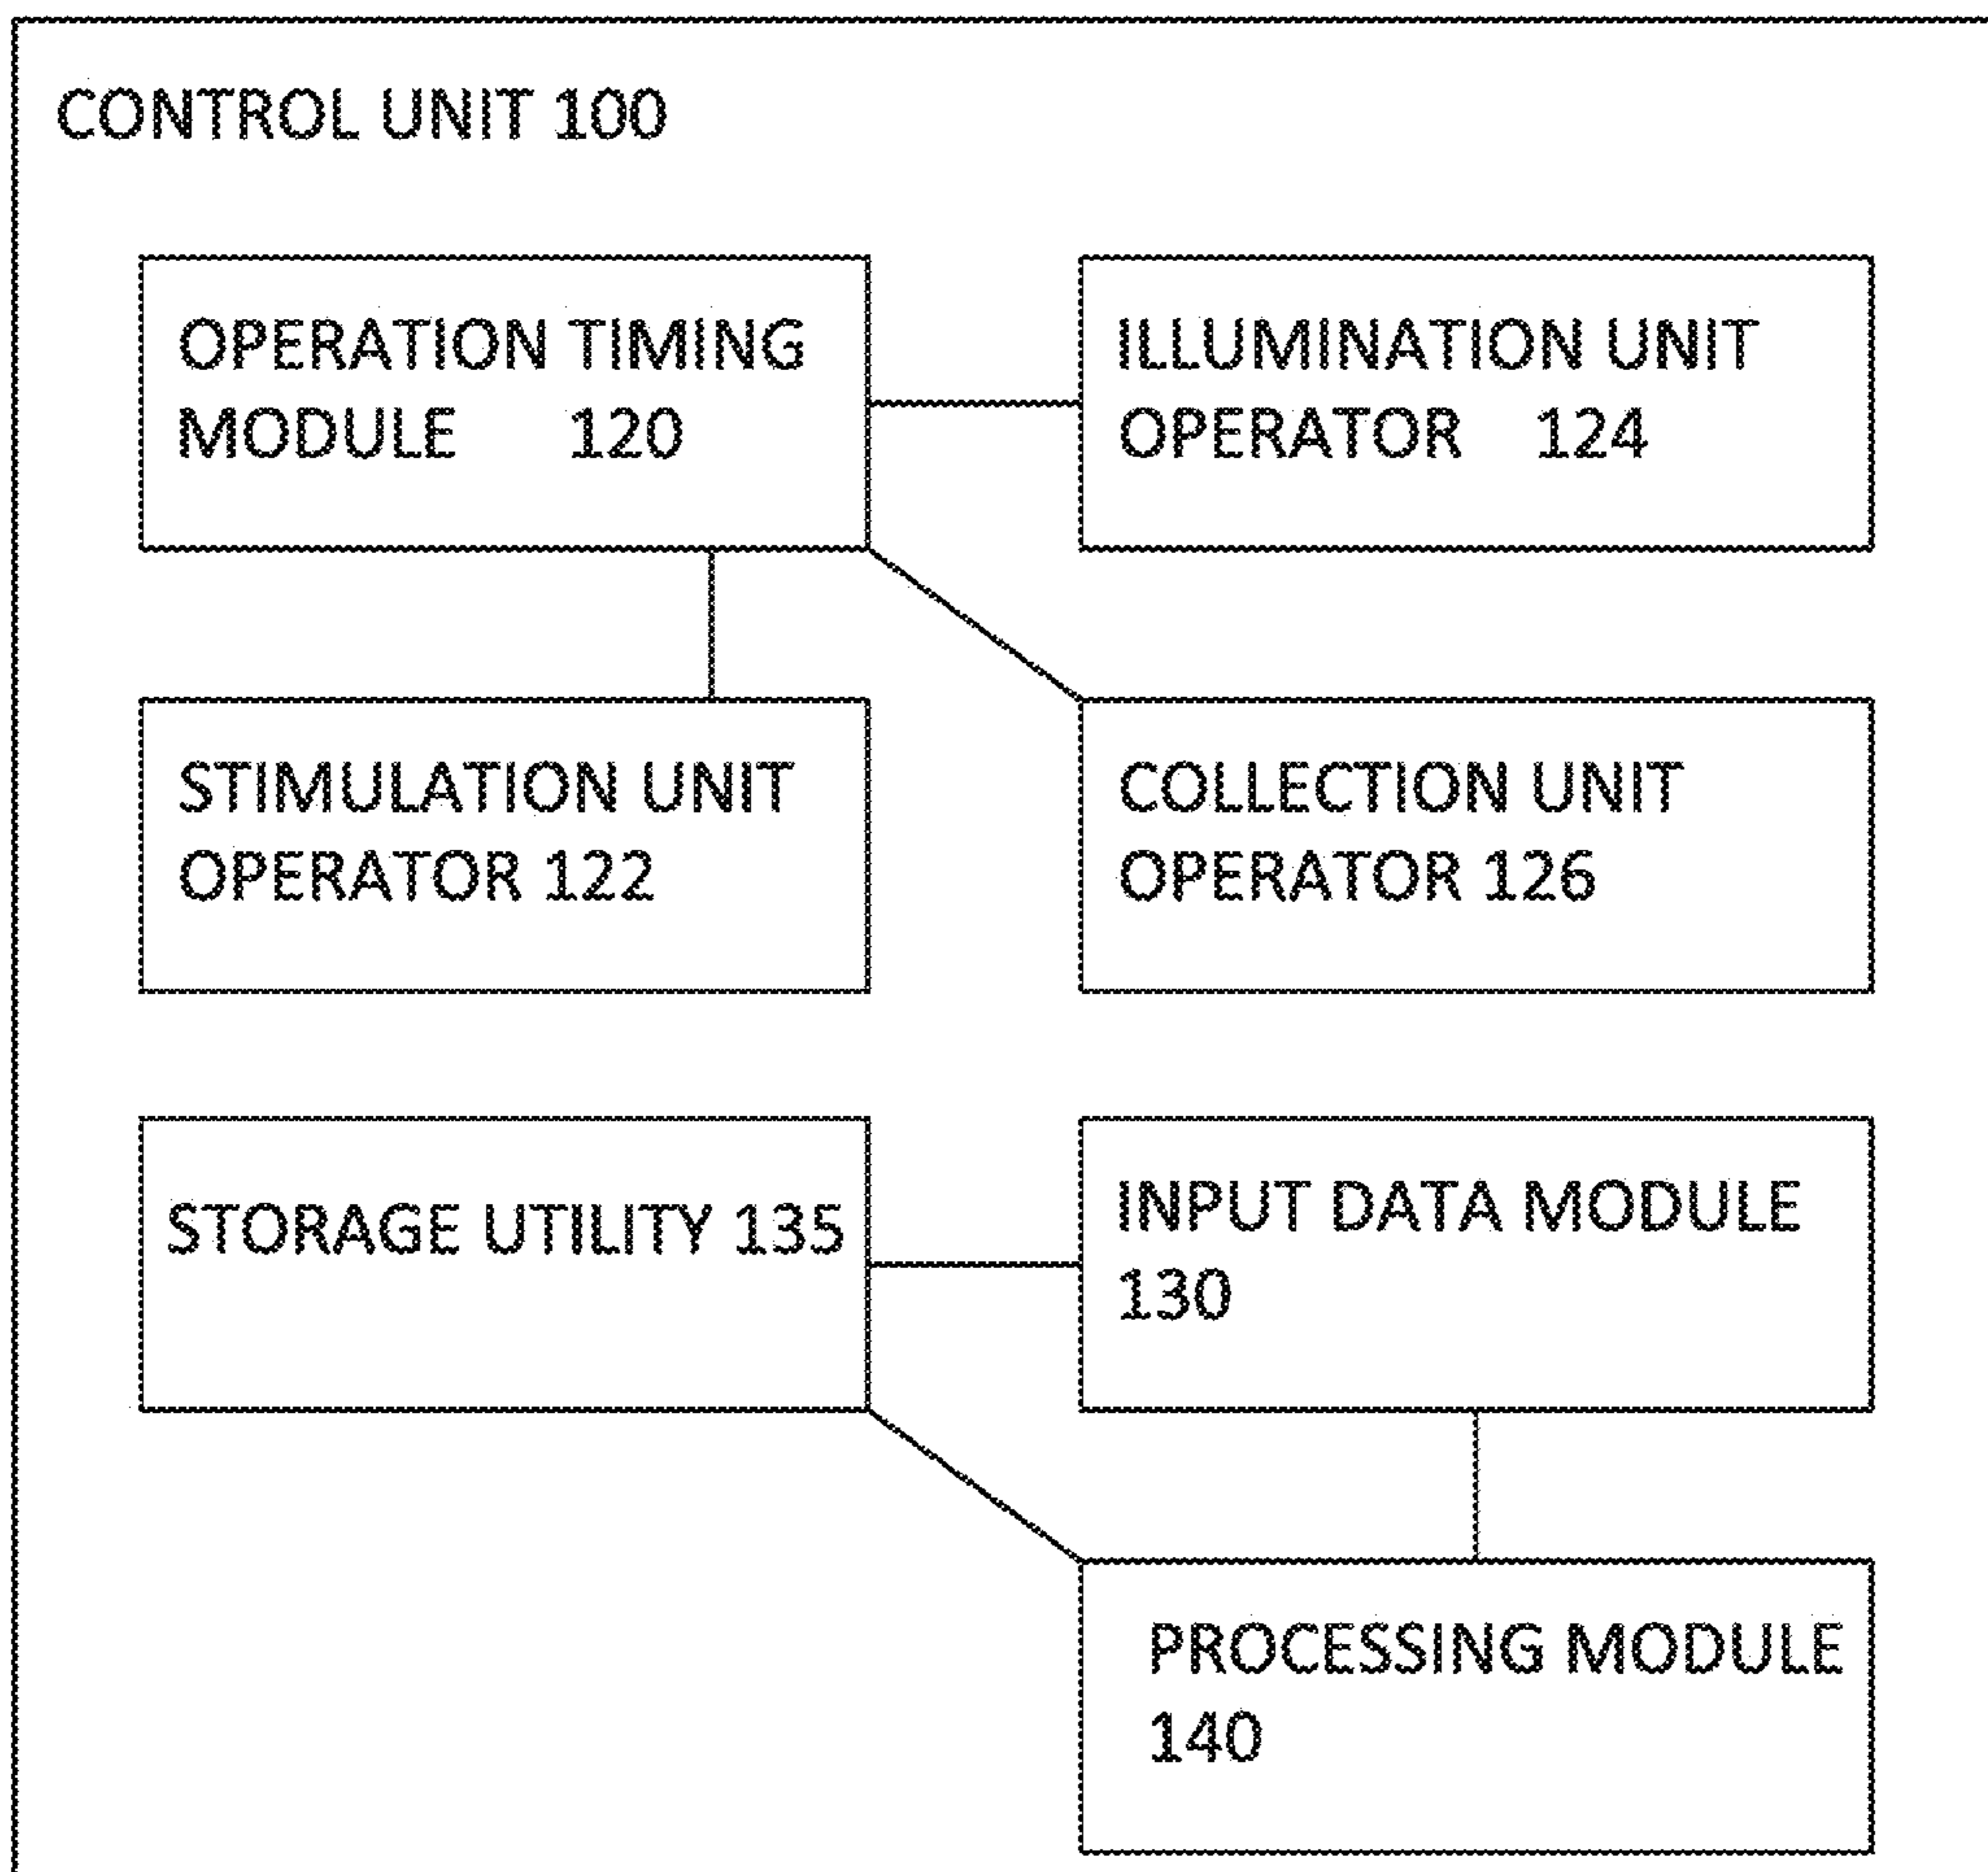 CONTROL UNIT 100
OPERATION TIMING
MODULE 120
ILLUMINATION UNIT
OPERATOR 124
STIMULATION UNIT
OPERATOR 122
COLLECTION UNIT
OPERATOR 126
STORAGE UTILITY 135
INPUT DATA MODULE
130
PROCESSING MODULE
140